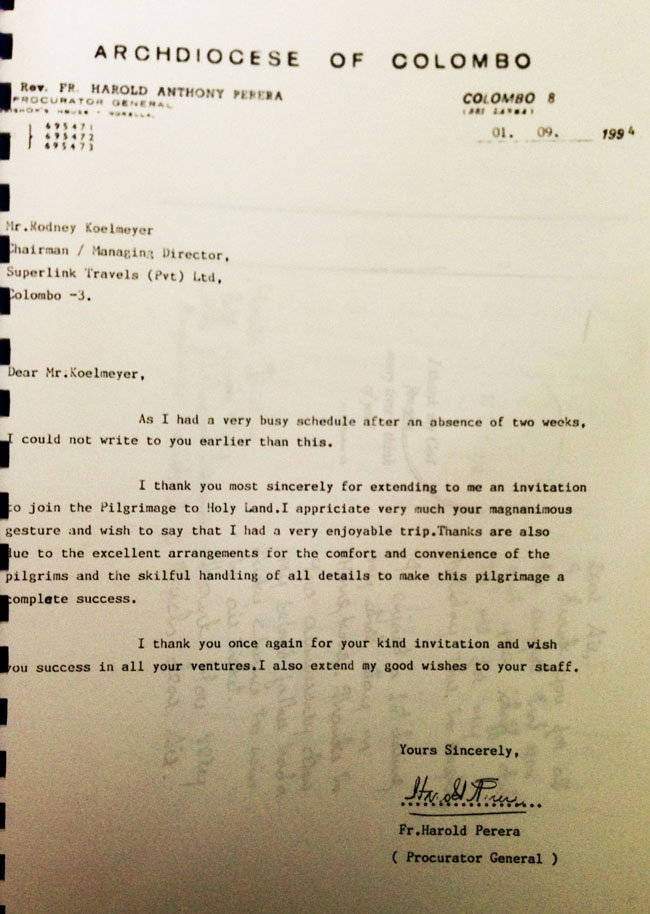 ARCHDIOCESE OF COLOMBO
Rev. FR. HAROLD ANTHONY PERERA
PROCURATOR GENERAL
HOUSE - BORELLA.
695471
695472
695473
COLOMBO 8
(SRI LANKA)
01. 09. 1994
Mr.Rodney Koelmeyer
Chairman / Managing Director,
Superlink Travels (Pvt) Ltd,
Colombo -3.
Dear Mr.Koelmeyer,
As I had a very busy schedule after an absence of two weeks,
I could not write to you earlier than this.
I thank you most sincerely for extending to me an invitation
to join the Pilgrimage to Holy Land.I appriciate very much your magnanimous
gesture and wish to say that I had a very enjoyable trip.Thanks are also
due to the excellent arrangements for the comfort and convenience of the
pilgrims and the skilful handling of all details to make this pilgrimage a
complete success.
I thank you once again for your kind invitation and wish
you success in all your ventures.I also extend my good wishes to your staff.
Yours Sincerely,
Harold Perera
Fr.Harold Perera
( Procurator General )